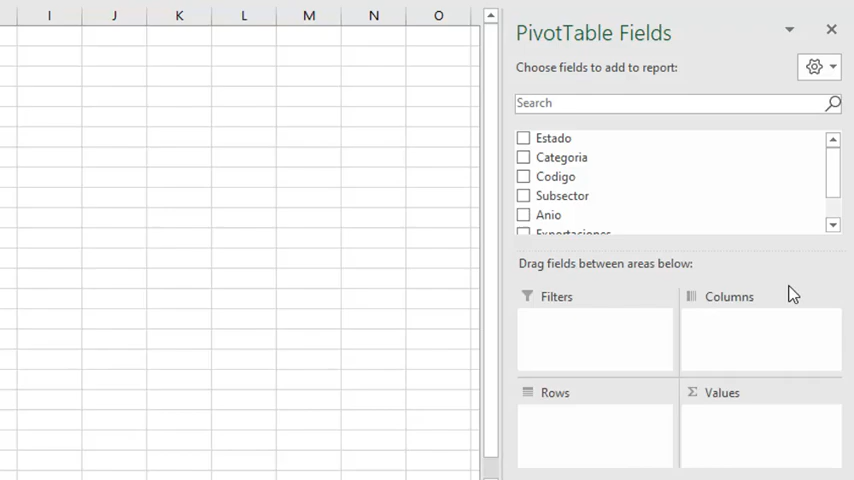 I J K L M N O
PivotTable Fields
Choose fields to add to report:
Search
Estado
Categoria
Codigo
Subsector
Anio
Exportaciones
Drag fields between areas below:
Filters
Columns
Rows
Values